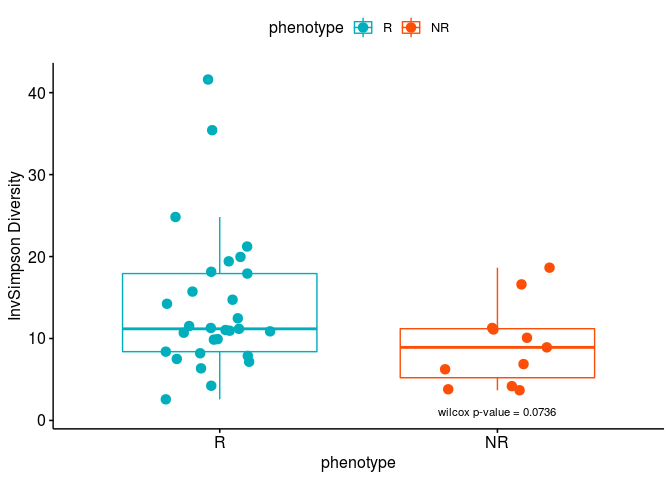 phenotype R NR
InvSimpson Diversity
40
30
20
10
0
wilcox p-value = 0.0736
R NR
phenotype